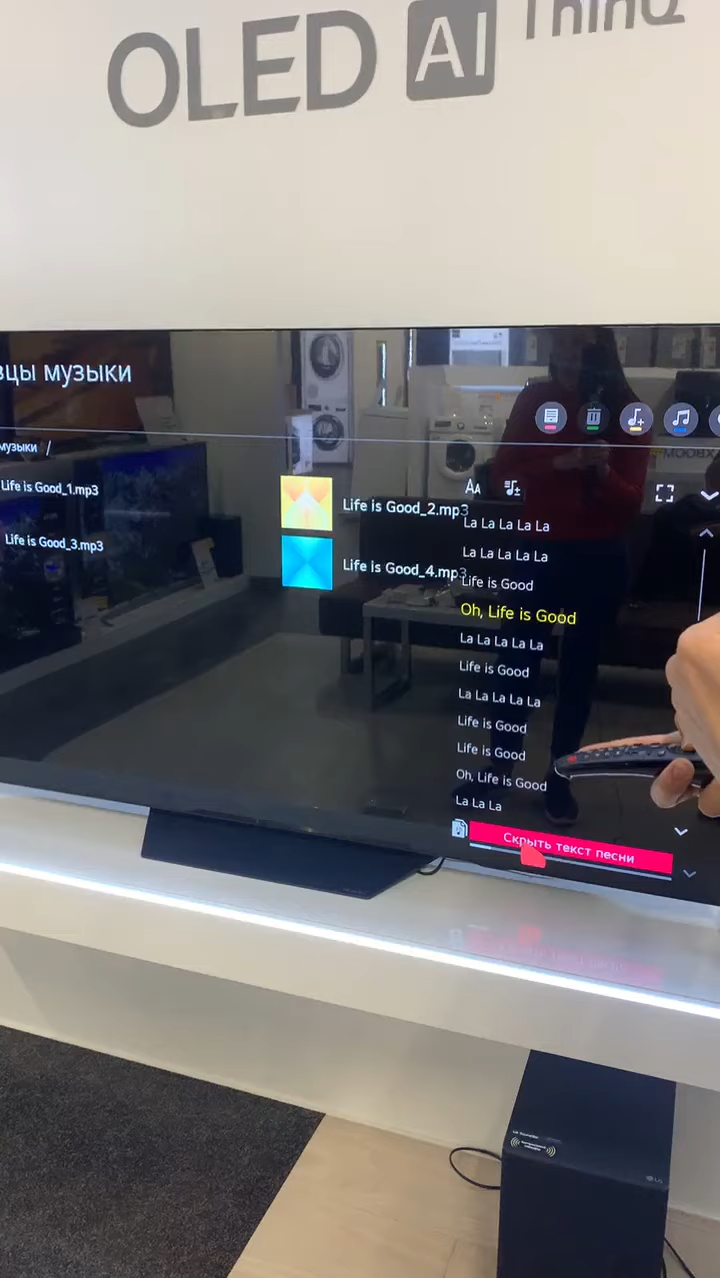 OLED AI ThinQ
зцы музыки
музыки /
Life is Good_1.mp3
Life is Good_2.mp3
Life is Good_3.mp3
Life is Good_4.mp3
AA
La La La La La
La La La La La
Life is Good
Oh, Life is Good
La La La La La
Life is Good
La La La La La
Life is Good
Life is Good
Oh, Life is Good
La La La
Скрыть текст песни
LG